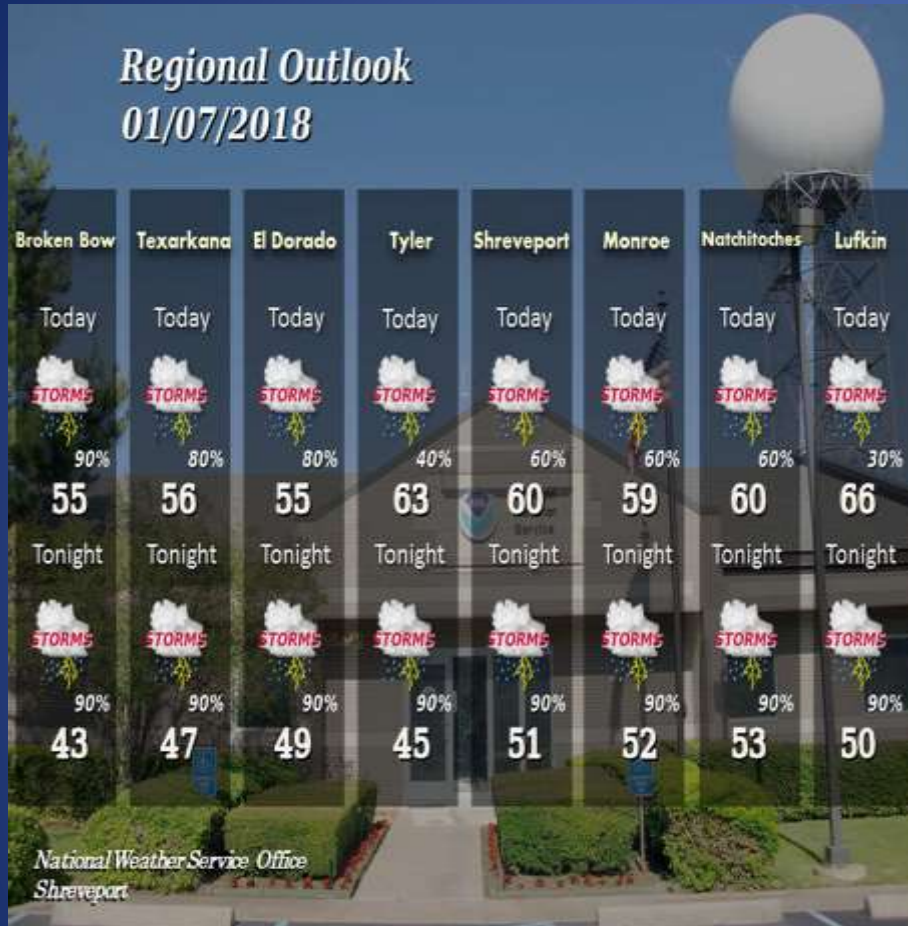 Regional Outlook
01/07/2018
Broken Bow Texarkana El Dorado Tyler Shreveport Monroe Natchitoches Lufkin
Today Today Today Today Today Today Today Today
STORMS STORMS STORMS STORMS STORMS STORMS STORMS STORMS
90% 80% 80% 40% 60% 60% 60% 30%
55 56 55 63 60 59 60 66
Service
Tonight Tonight Tonight Tonight Tonight Tonight Tonight Tonight
STORMS STORMS STORMS STORMS STORMS STORMS STORMS STORMS
90% 90% 90% 90% 90% 90% 90% 90%
43 47 49 45 51 52 53 50
National Weather Service Office
Shreveport